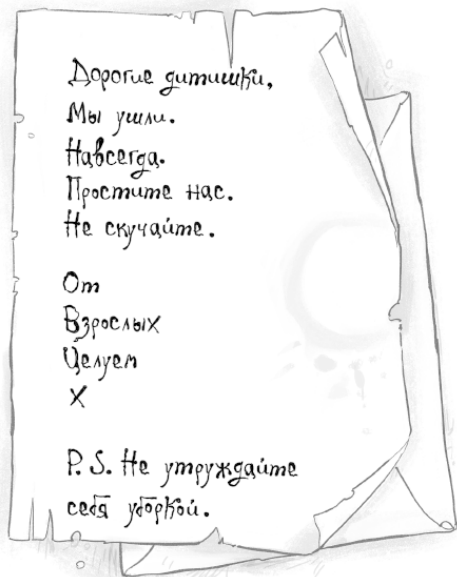 Дорогие дитишки,
Мы ушли.
Навсегда.
Простите нас.
Не скучайте.
От
Взрослых
Целуем
X
P. S. Не утруждайте
себя уборкой.